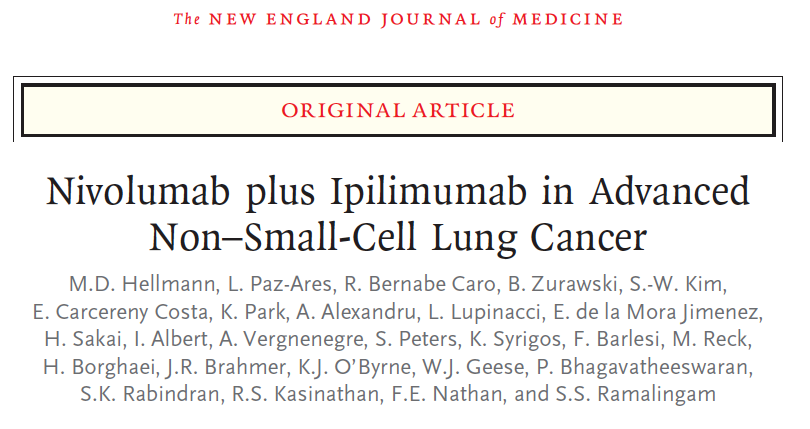 The NEW ENGLAND JOURNAL of MEDICINE
ORIGINAL ARTICLE
Nivolumab plus Ipilimumab in Advanced
Non–Small-Cell Lung Cancer
M.D. Hellmann, L. Paz-Ares, R. Bernabe Caro, B. Zurawski, S.-W. Kim,
E. Carcereny Costa, K. Park, A. Alexandru, L. Lupinacci, E. de la Mora Jimenez,
H. Sakai, I. Albert, A. Vergnenegre, S. Peters, K. Syrigos, F. Barlesi, M. Reck,
H. Borghaei, J.R. Brahmer, K.J. O’Byrne, W.J. Geese, P. Bhagavatheeswaran,
S.K. Rabindran, R.S. Kasinathan, F.E. Nathan, and S.S. Ramalingam